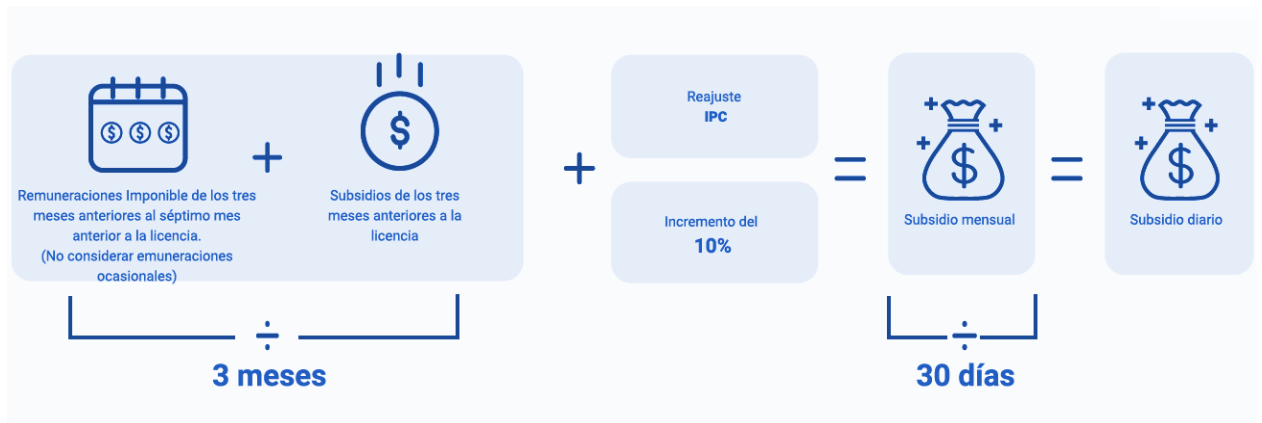 Remuneraciones Imponible de los tres
meses anteriores al séptimo mes
anterior a la licencia.
(No considerar emuneraciones
ocasionales)
+
Subsidios de los tres
meses anteriores a la
licencia
÷
3 meses
+
Reajuste
IPC
Incremento del
10%
=
Subsidio mensual
÷
30 días
=
Subsidio diario